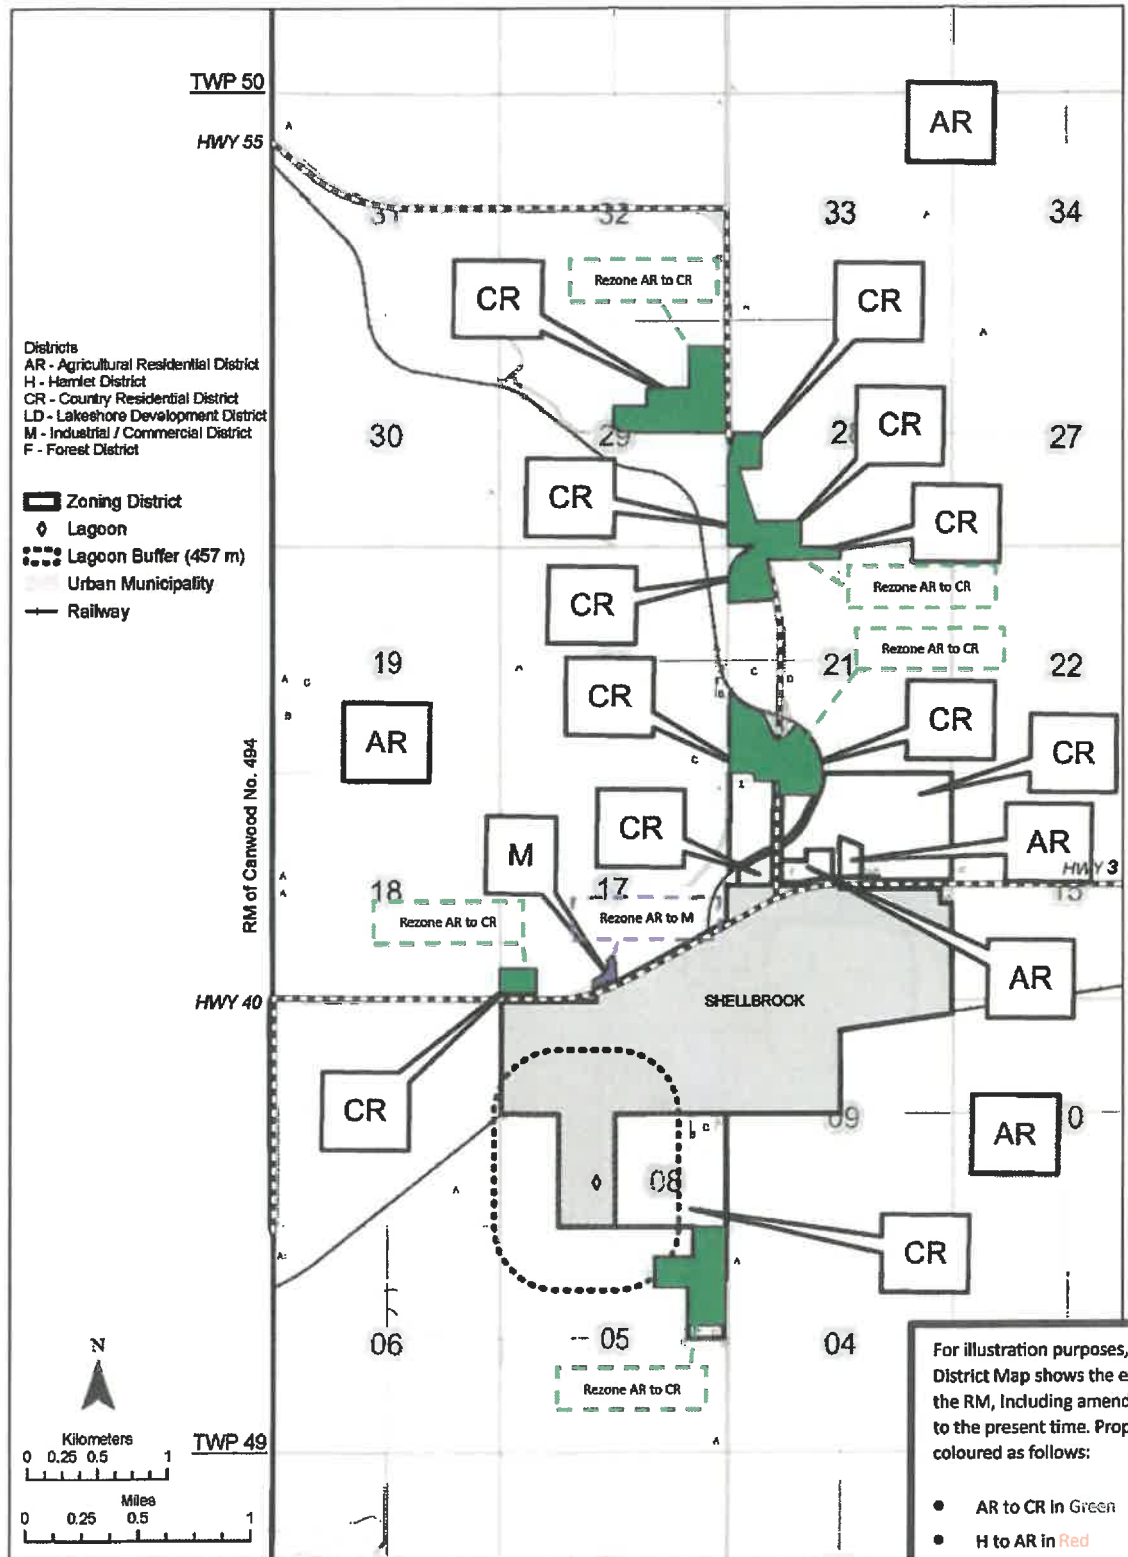 TWP 50
AR
HWY 55
31
32
33
34
Rezone AR to CR
CR
CR
Districts
AR - Agricultural Residential District
H - Hamlet District
CR - Country Residential District
LD - Lakeshore Development District
M - Industrial / Commercial District
F - Forest District
30
29
CR
27
Zoning District
Lagoon
Lagoon Buffer (457 m)
Urban Municipality
Railway
CR
CR
Rezone AR to CR
CR
Rezone AR to CR
19
21
22
CR
CR
AR
CR
RM of Canwood No. 494
CR
M
AR
HWY 3
18
17
15
Rezone AR to CR
Rezone AR to M
AR
HWY 40
SHELLBROOK
CR
09
AR
08
CR
06
05
04
Rezone AR to CR
N
Kilometers
0 0.25 0.5 1
Miles
0 0.25 0.5 1
TWP 49
For illustration purposes,
District Map shows the e
the RM, including amend
to the present time. Prop
coloured as follows:
• AR to CR in Green
• H to AR in Red